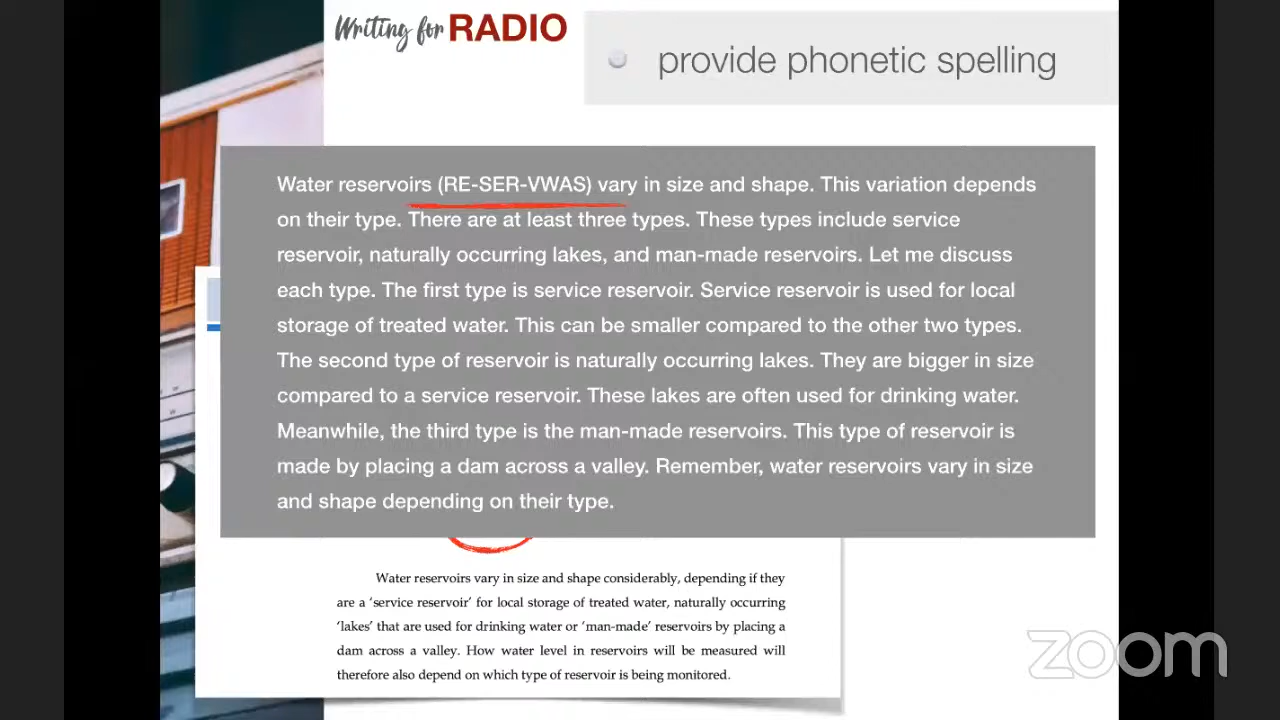 Writing for RADIO
provide phonetic spelling
Water reservoirs (RE-SER-VWAS) vary in size and shape. This variation depends
on their type. There are at least three types. These types include service
reservoir, naturally occurring lakes, and man-made reservoirs. Let me discuss
each type. The first type is service reservoir. Service reservoir is used for local
storage of treated water. This can be smaller compared to the other two types.
The second type of reservoir is naturally occurring lakes. They are bigger in size
compared to a service reservoir. These lakes are often used for drinking water.
Meanwhile, the third type is the man-made reservoirs. This type of reservoir is
made by placing a dam across a valley. Remember, water reservoirs vary in size
and shape depending on their type.
Water reservoirs vary in size and shape considerably, depending if they
are a ‘service reservoir’ for local storage of treated water, naturally occurring
‘lakes’ that are used for drinking water or ‘man-made’ reservoirs by placing a
dam across a valley. How water level in reservoirs will be measured will
therefore also depend on which type of reservoir is being monitored.
zoom